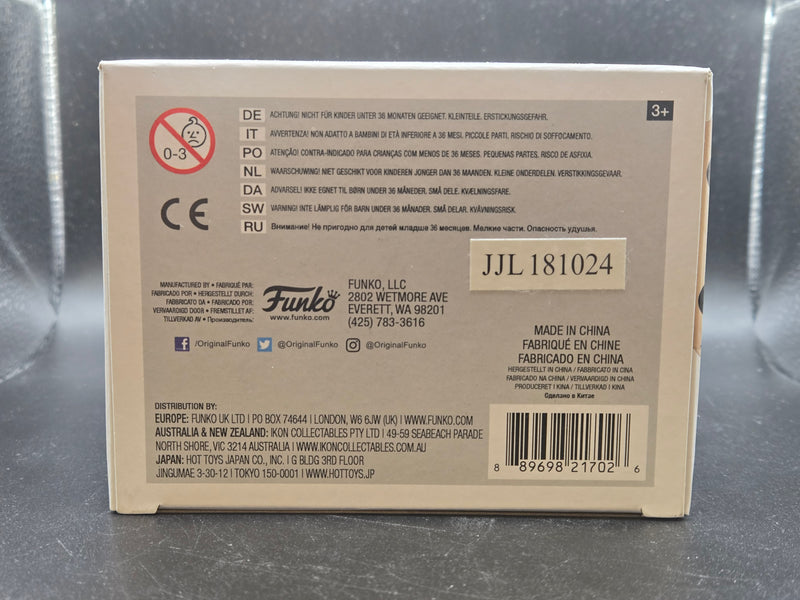 0-3
DE ACHTUNG! NICHT FÜR KINDER UNTER 36 MONATEN GEEIGNET. KLEINTEILE. ERSTICKUNGSGEFAHR.
IT AVVERTENZA! NON ADATTO A BAMBINI DI ETÀ INFERIORE A 36 MESI. PICCOLE PARTI. RISCHIO DI SOFFOCAMENTO.
PO ATENÇÃO! CONTRA-INDICADO PARA CRIANÇAS COM MENOS DE 36 MESES. PEQUENAS PARTES. RISCO DE ASFIXIA.
NL WAARSCHUWING! NIET GESCHIKT VOOR KINDEREN JONGER DAN 36 MAANDEN. KLEINE ONDERDELEN. VERSTIKKINGSGEVAAR.
DA ADVARSEL! IKKE EGNET TIL BØRN UNDER 36 MÅNEDER. SMÅ DELE. KVÆLNINGSFARE.
SW VARNING! INTE LÄMPLIG FÖR BARN UNDER 36 MÅNADER. SMÅ DELAR. KVÄVNINGSRISK.
RU Внимание! Не пригодно для детей младше 36 месяцев. Мелкие части. Опасность удушья.
3+
CE
JJL 181024
MANUFACTURED BY • FABRIQUÉ PAR:
FABRICADO POR • HERGESTELLT DURCH:
FABBRICATO DA • FABRICADO POR:
VERVAARDIGD DOOR • FREMSTILLET AF:
TILLVERKAD AV • Производитель:
Funko
www.funko.com
FUNKO, LLC
2802 WETMORE AVE
EVERETT, WA 98201
(425) 783-3616
/OriginalFunko @OriginalFunko @OriginalFunko
MADE IN CHINA
FABRIQUÉ EN CHINE
FABRICADO EN CHINA
HERGESTELLT IN CHINA / FABBRICATO IN CINA
FABRICADO NA CHINA / VERVAARDIGD IN CHINA
PRODUCERET I KINA / TILLVERKAD I KINA
Сделано в Китае
DISTRIBUTION BY:
EUROPE: FUNKO UK LTD | PO BOX 74644 | LONDON, W6 6JW (UK) | WWW.FUNKO.COM
AUSTRALIA & NEW ZEALAND: IKON COLLECTABLES PTY LTD | 49-59 SEABEACH PARADE
NORTH SHORE, VIC 3214 AUSTRALIA | WWW.IKONCOLLECTABLES.COM.AU
JAPAN: HOT TOYS JAPAN CO., INC. | G BLDG 3RD FLOOR
JINGUMAE 3-30-12 | TOKYO 150-0001 | WWW.HOTTOYS.JP
8 89698 21702 6